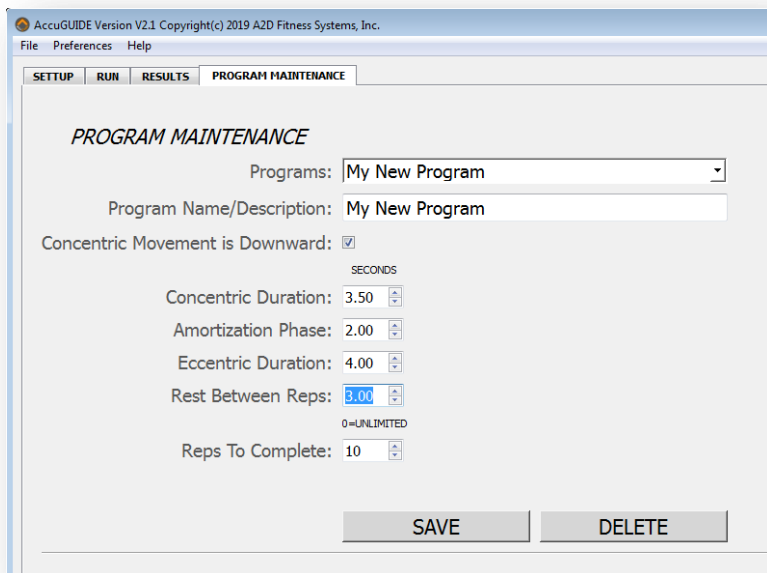 AccuGUIDE Version V2.1 Copyright(c) 2019 A2D Fitness Systems, Inc.
File Preferences Help
SETTUP RUN RESULTS PROGRAM MAINTENANCE
PROGRAM MAINTENANCE
Programs: My New Program
Program Name/Description: My New Program
Concentric Movement is Downward:
SECONDS
Concentric Duration: 3.50
Amortization Phase: 2.00
Eccentric Duration: 4.00
Rest Between Reps: 3.00
0=UNLIMITED
Reps To Complete: 10
SAVE DELETE